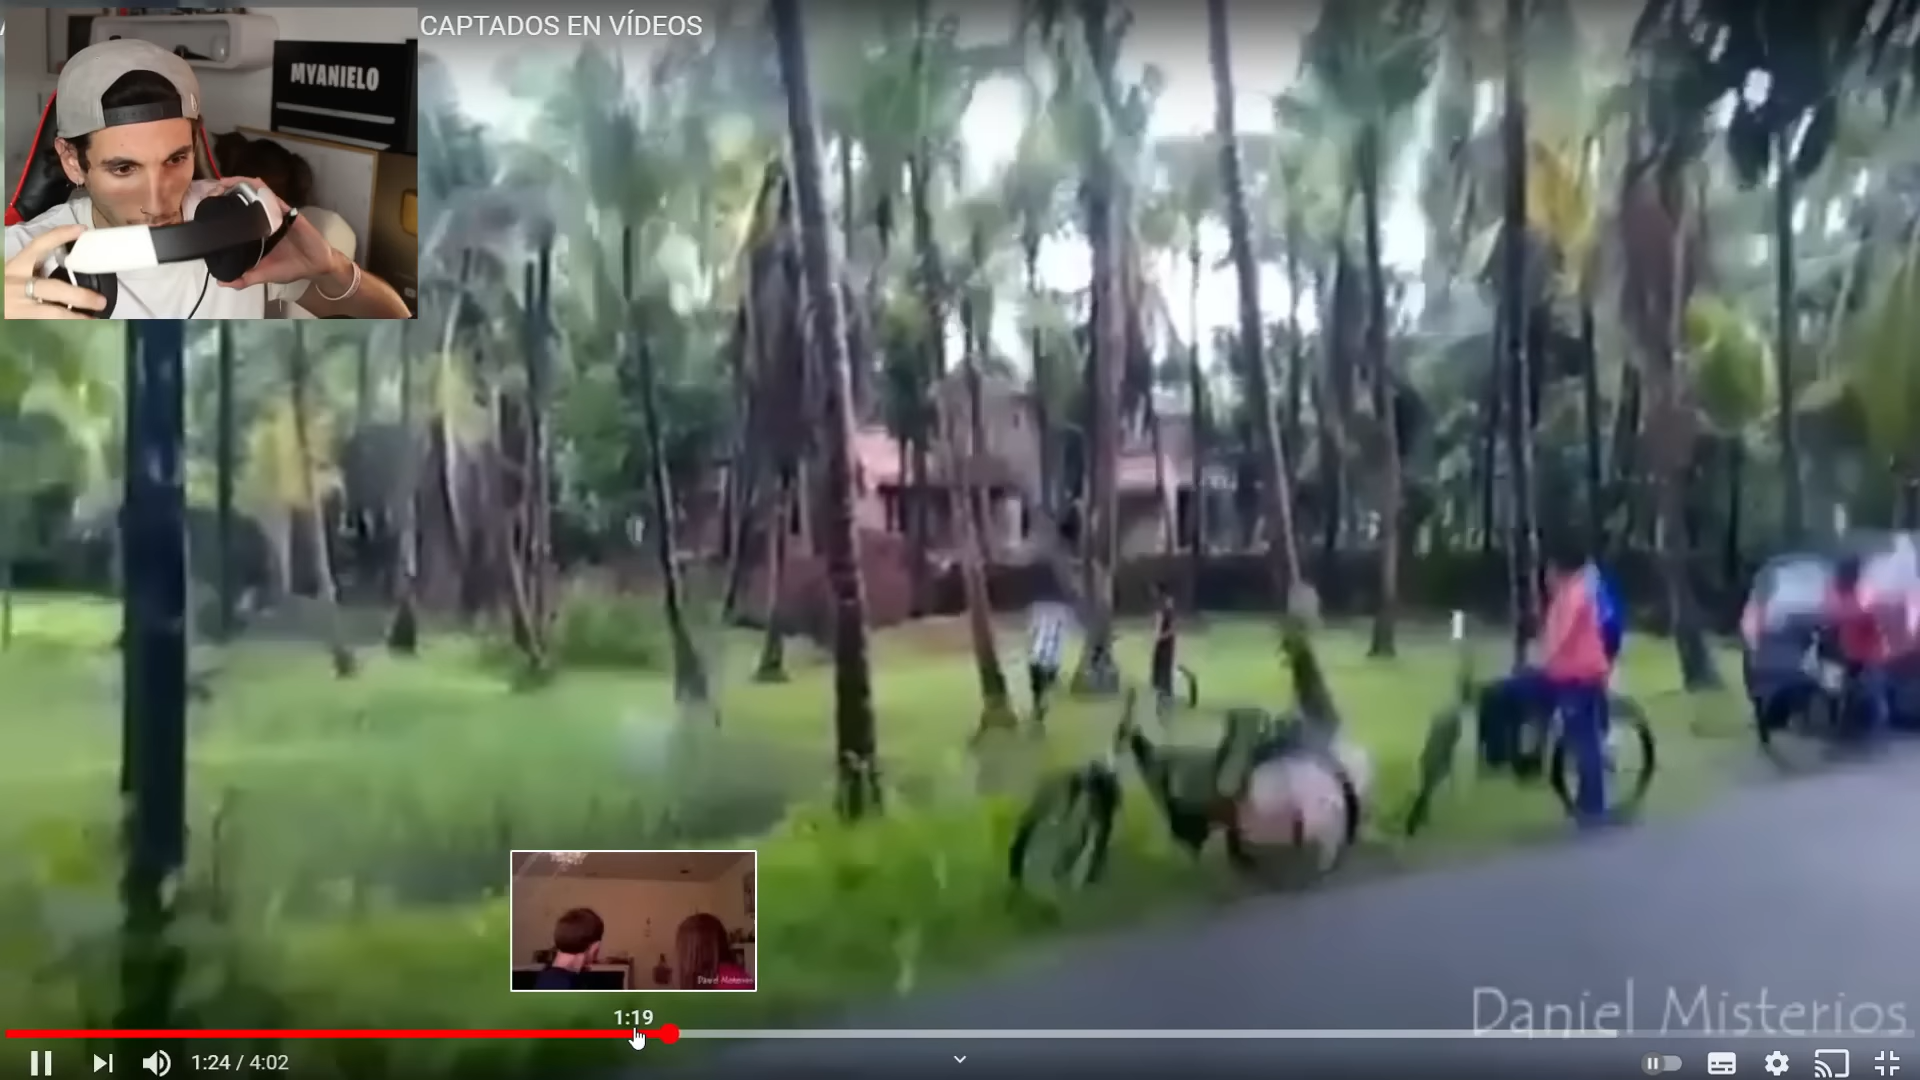 CAPTADOS EN VÍDEOS
MYANIELO
1:19
Daniel Misterios
1:24 / 4:02